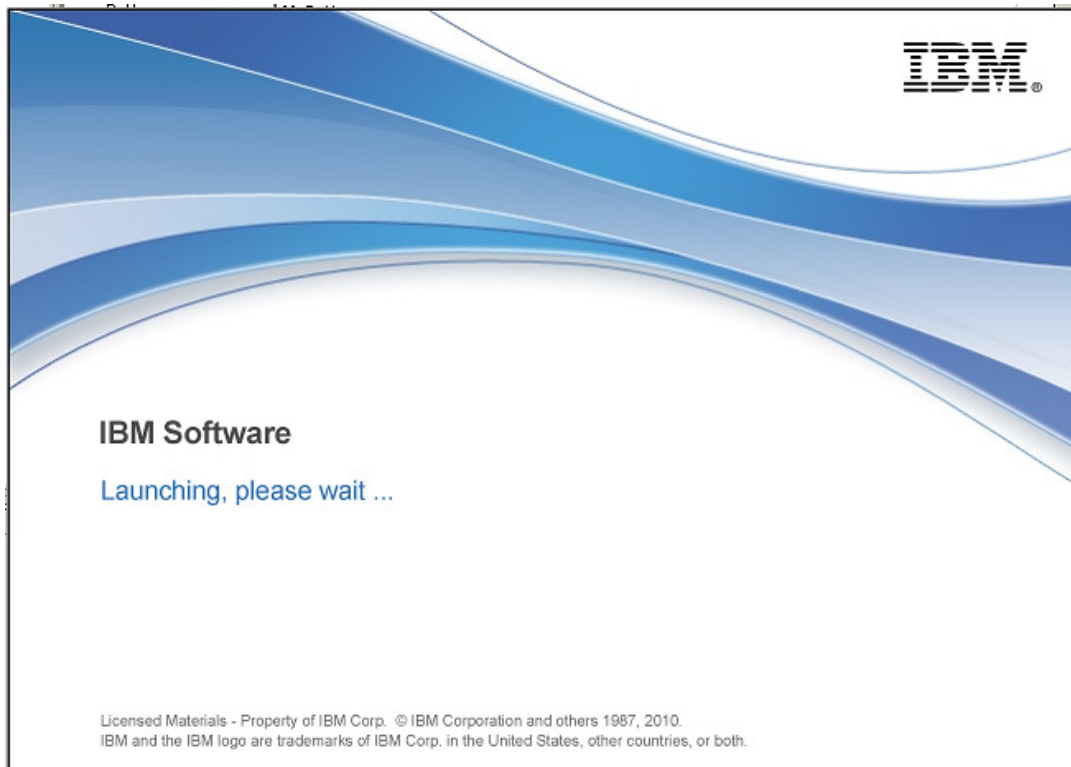 IBM®
IBM Software
Launching, please wait ...
Licensed Materials - Property of IBM Corp. © IBM Corporation and others 1987, 2010.
IBM and the IBM logo are trademarks of IBM Corp. in the United States, other countries, or both.